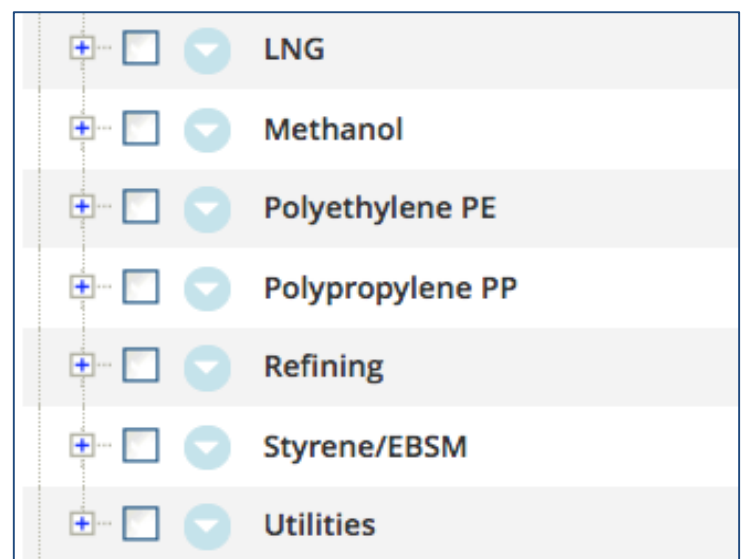 LNG
Methanol
Polyethylene PE
Polypropylene PP
Refining
Styrene/EBSM
Utilities